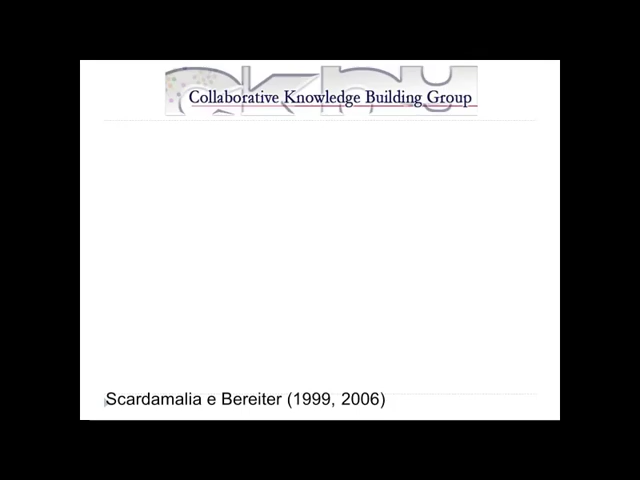 Collaborative Knowledge Building Group
Scardamalia e Bereiter (1999, 2006)